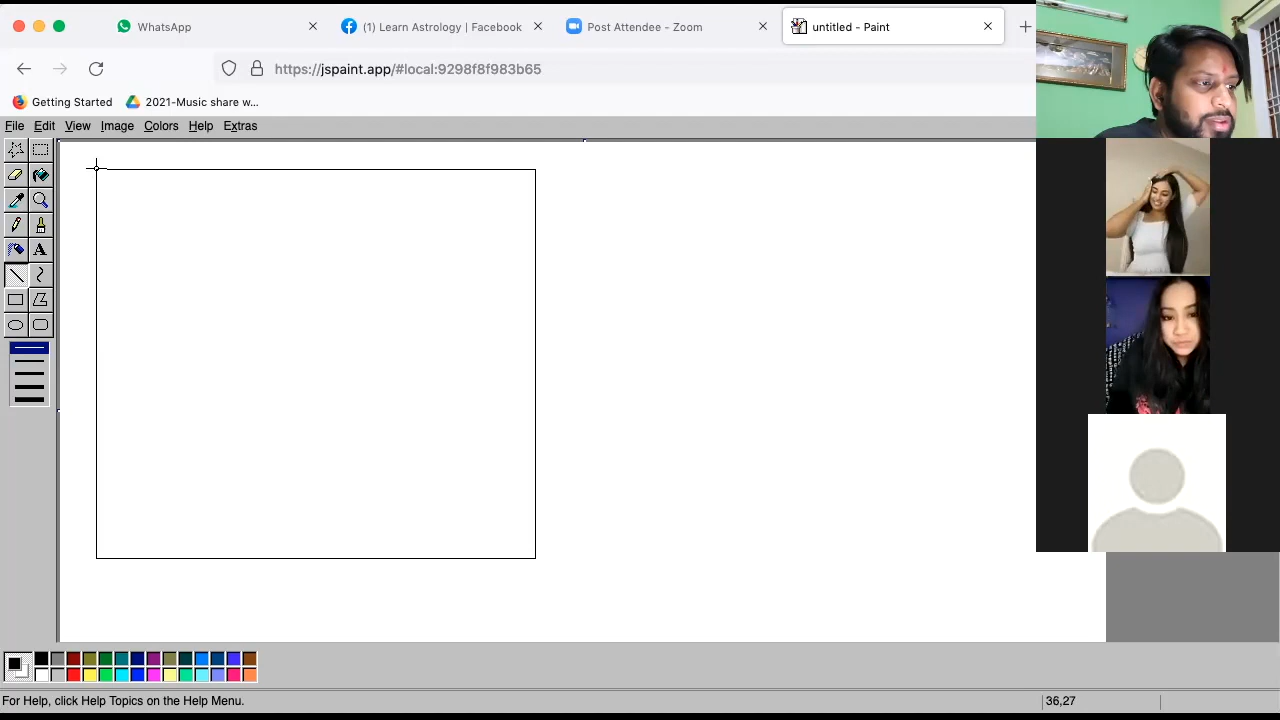 WhatsApp
(1) Learn Astrology | Facebook
Post Attendee - Zoom
untitled - Paint
https://jspaint.app/#local:9298f8f983b65
Getting Started
2021-Music share w...
File Edit View Image Colors Help Extras
A
For Help, click Help Topics on the Help Menu.
36,27